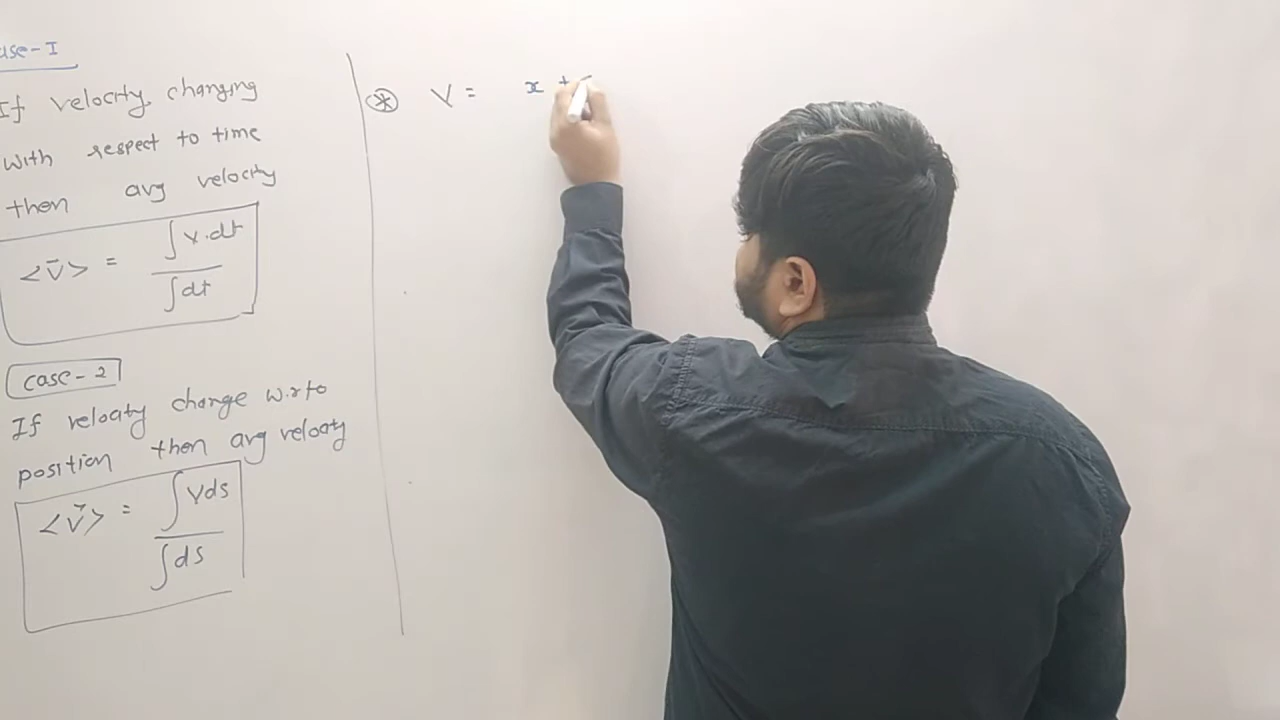 ase-I
If velocity changing
with respect to time
then avg velocity
<v̄> = ∫v.dt / ∫dt
case-2
If velocity change w.r.to
position then avg velocity
<v⃗> = ∫vds / ∫ds
* V = x +